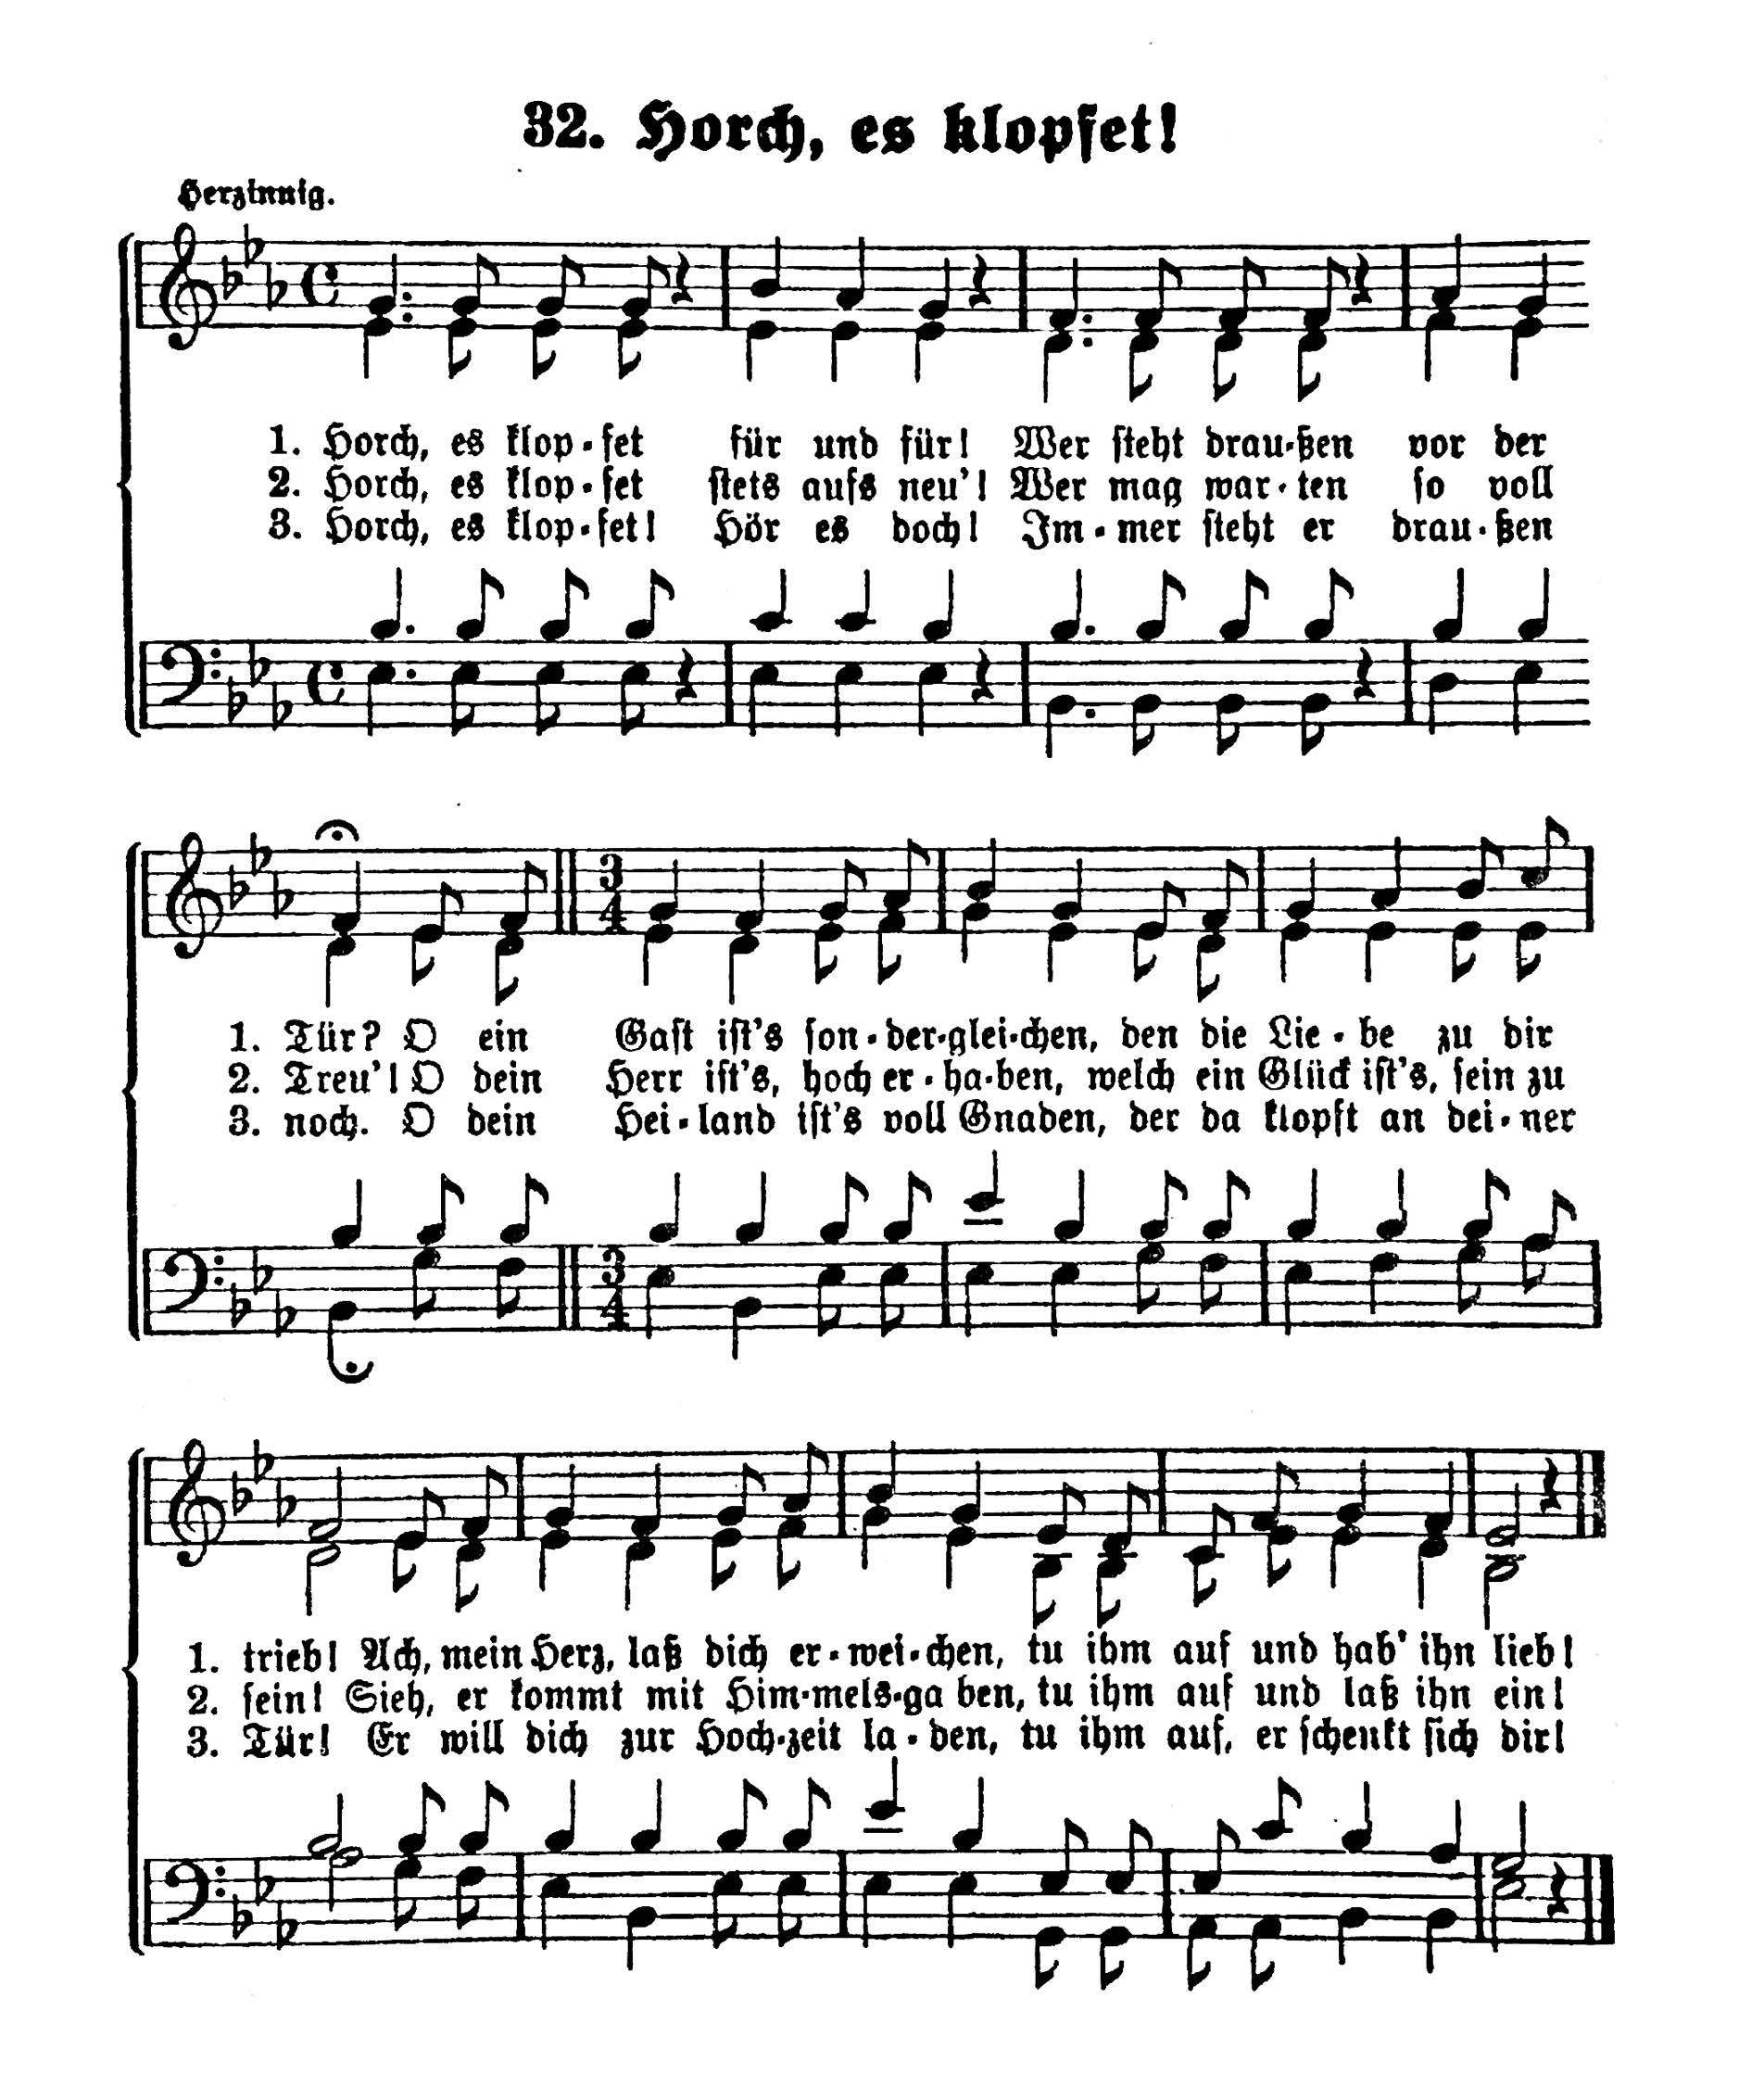 32. Horch, es klopfet!
Herzinnig.
1. Horch, es klop-fet für und für! Wer steht drau-ßen vor der
2. Horch, es klop-fet stets aufs neu'! Wer mag war-ten so voll
3. Horch, es klop-fet! Hör es doch! Im-mer steht er drau-ßen
3
4
1. Tür? O ein Gast ist's son-der-glei-chen, den die Lie-be zu dir
2. Treu'! O dein Herr ist's, hoch er-ha-ben, welch ein Glück ist's, sein zu
3. noch. O dein Hei-land ist's voll Gnaden, der da klopft an dei-ner
3
4
1. trieb! Ach, mein Herz, laß dich er-wei-chen, tu ihm auf und hab' ihn lieb!
2. sein! Sieh, er kommt mit Him-mels-ga ben, tu ihm auf und laß ihn ein!
3. Tür! Er will dich zur Hoch-zeit la-den, tu ihm auf, er schenkt sich dir!